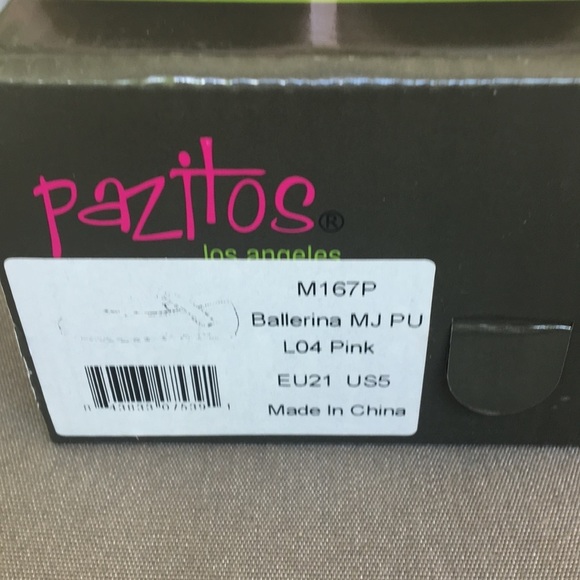 pazitos®
los angeles
M167P
Ballerina MJ PU
L04 Pink
EU21 US5
Made In China